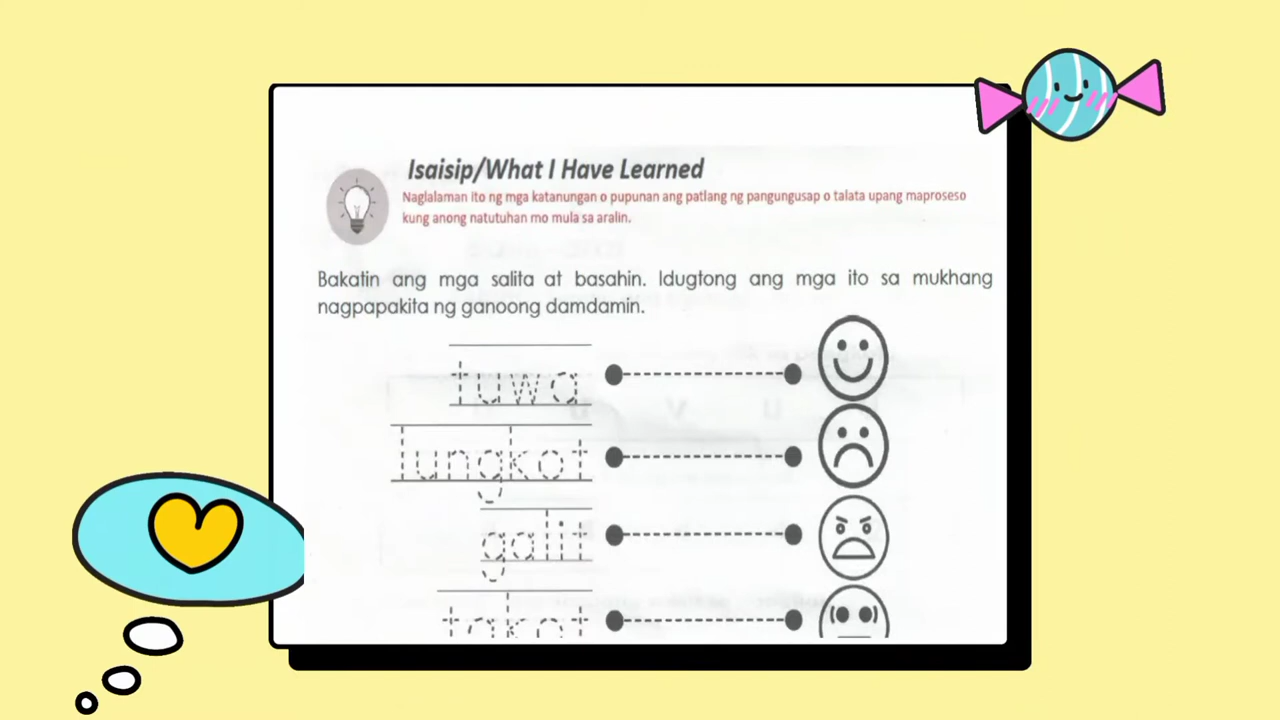 Isaisip/What I Have Learned
Naglalaman ito ng mga katanungan o pupunan ang patlang ng pangungusap o talata upang maproseso
kung anong natutuhan mo mula sa aralin.
Bakatin ang mga salita at basahin. Idugtong ang mga ito sa mukhang
nagpapakita ng ganoong damdamin.
tuwa
lungkot
galit
takot